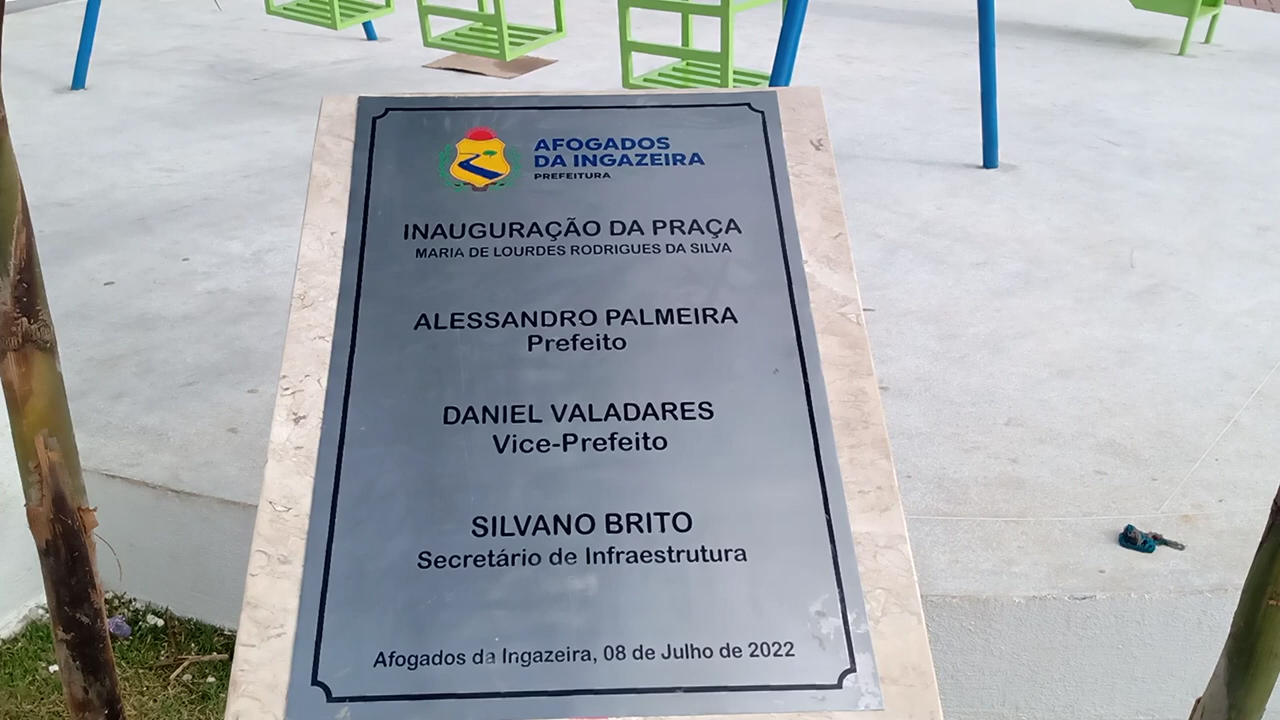 AFOGADOS
DA INGAZEIRA
PREFEITURA
INAUGURAÇÃO DA PRAÇA
MARIA DE LOURDES RODRIGUES DA SILVA
ALESSANDRO PALMEIRA
Prefeito
DANIEL VALADARES
Vice-Prefeito
SILVANO BRITO
Secretário de Infraestrutura
Afogados da Ingazeira, 08 de Julho de 2022